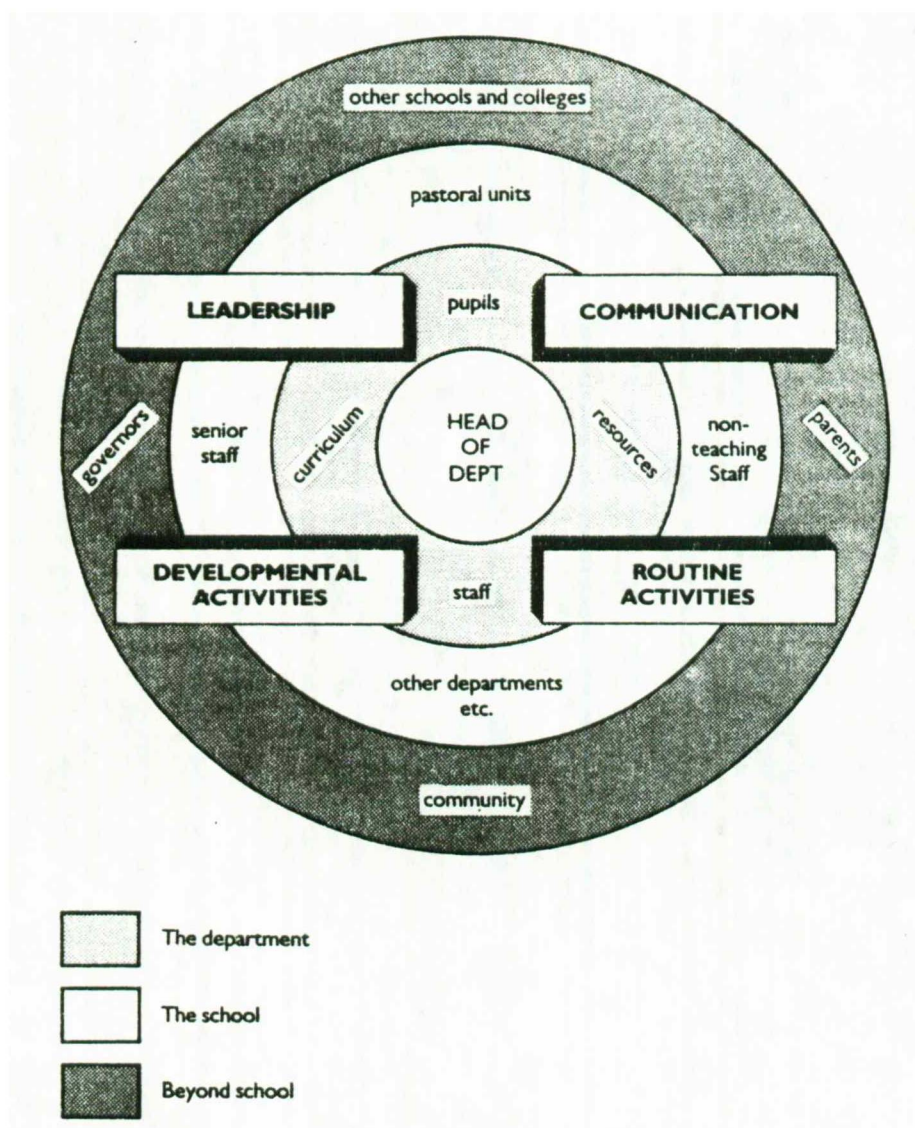 other schools and colleges
pastoral units
LEADERSHIP
pupils
COMMUNICATION
governors
senior
staff
curriculum
HEAD
OF
DEPT
resources
non-
teaching
Staff
parents
DEVELOPMENTAL
ACTIVITIES
staff
ROUTINE
ACTIVITIES
other departments
etc.
community
The department
The school
Beyond school